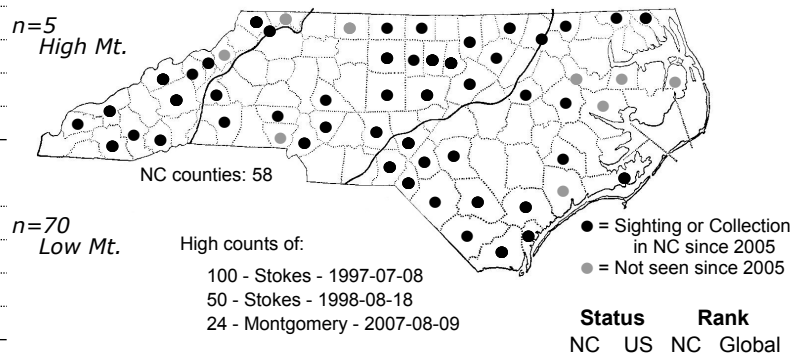 n=5
High Mt.
NC counties: 58
n=70
Low Mt.
High counts of:
100 - Stokes - 1997-07-08
50 - Stokes - 1998-08-18
24 - Montgomery - 2007-08-09
= Sighting or Collection
in NC since 2005
= Not seen since 2005
Status Rank
NC US NC Global